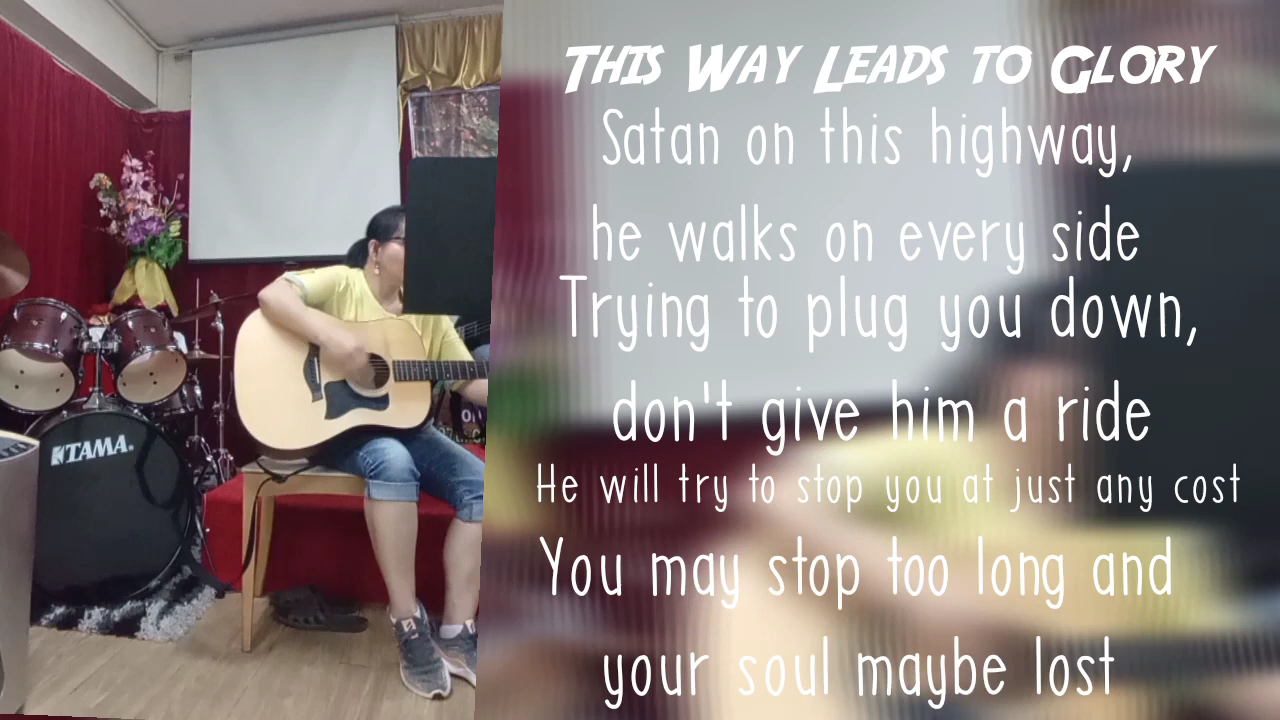 This Way Leads to Glory
Satan on this highway,
he walks on every side
Trying to plug you down,
don't give him a ride
He will try to stop you at just any cost
You may stop too long and
your soul maybe lost
TAMA